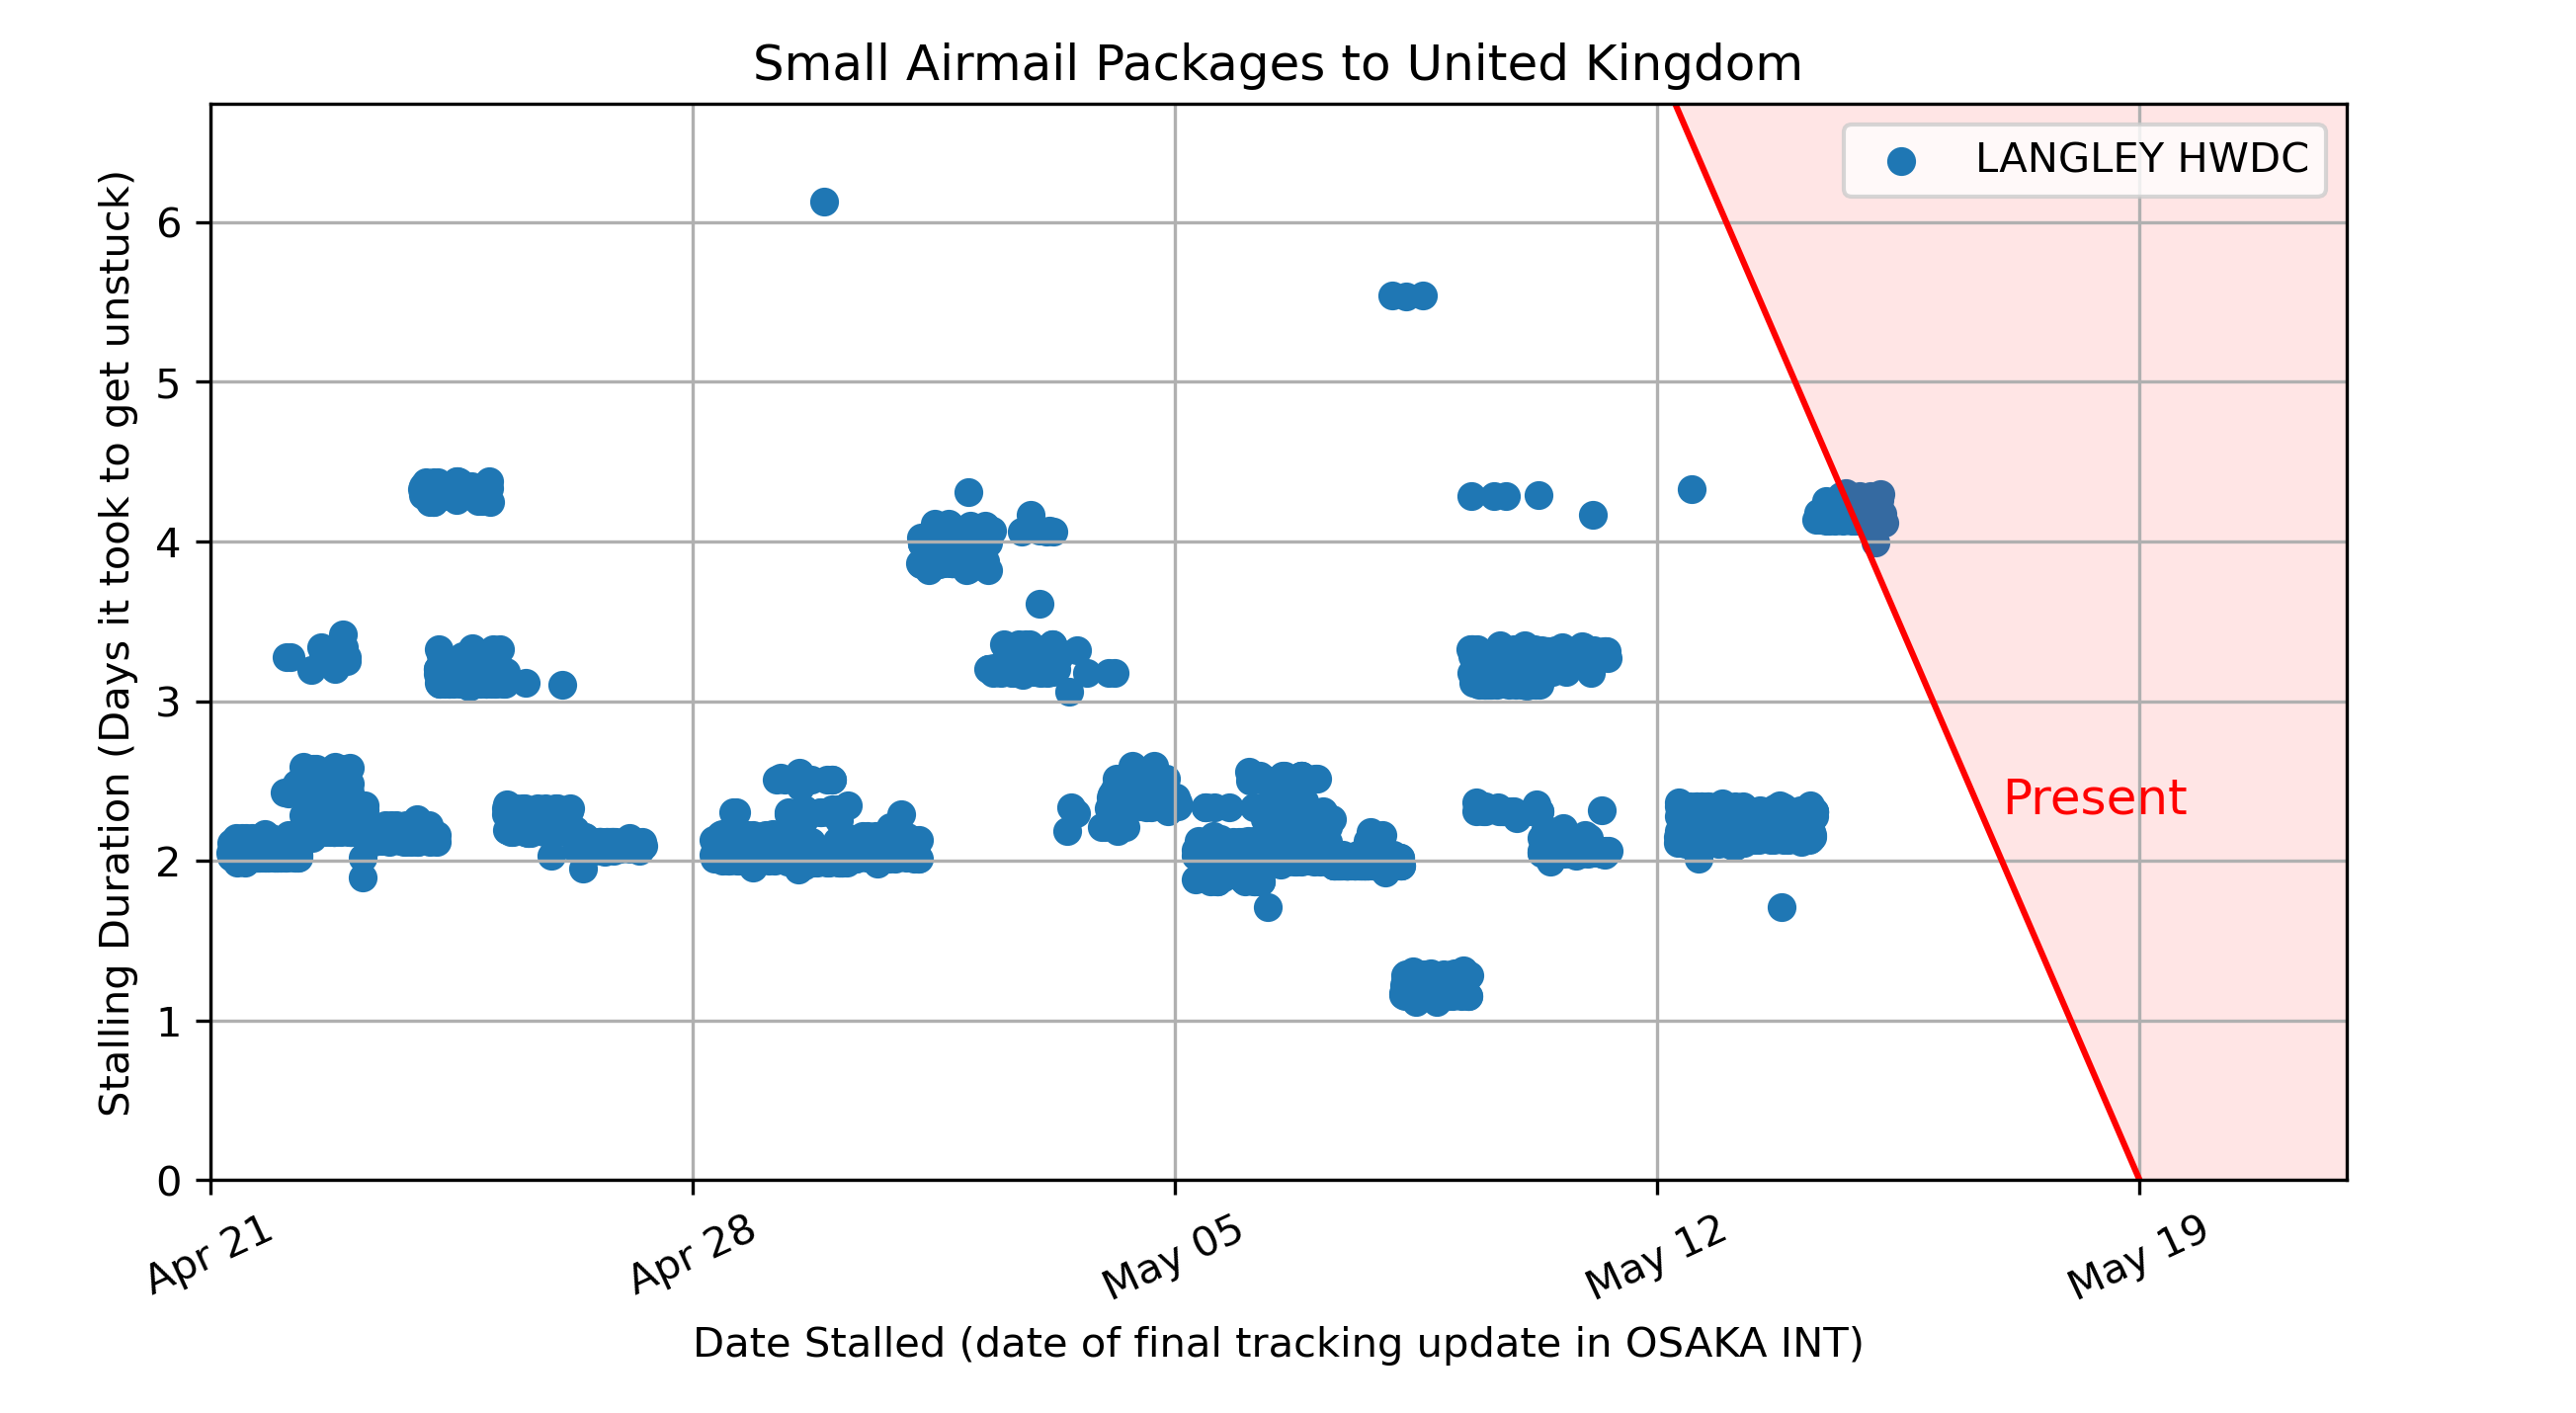 Small Airmail Packages to United Kingdom
LANGLEY HWDC
Stalling Duration (Days it took to get unstuck)
6
5
4
3
2
1
0
Present
Apr 21
Apr 28
May 05
May 12
May 19
Date Stalled (date of final tracking update in OSAKA INT)